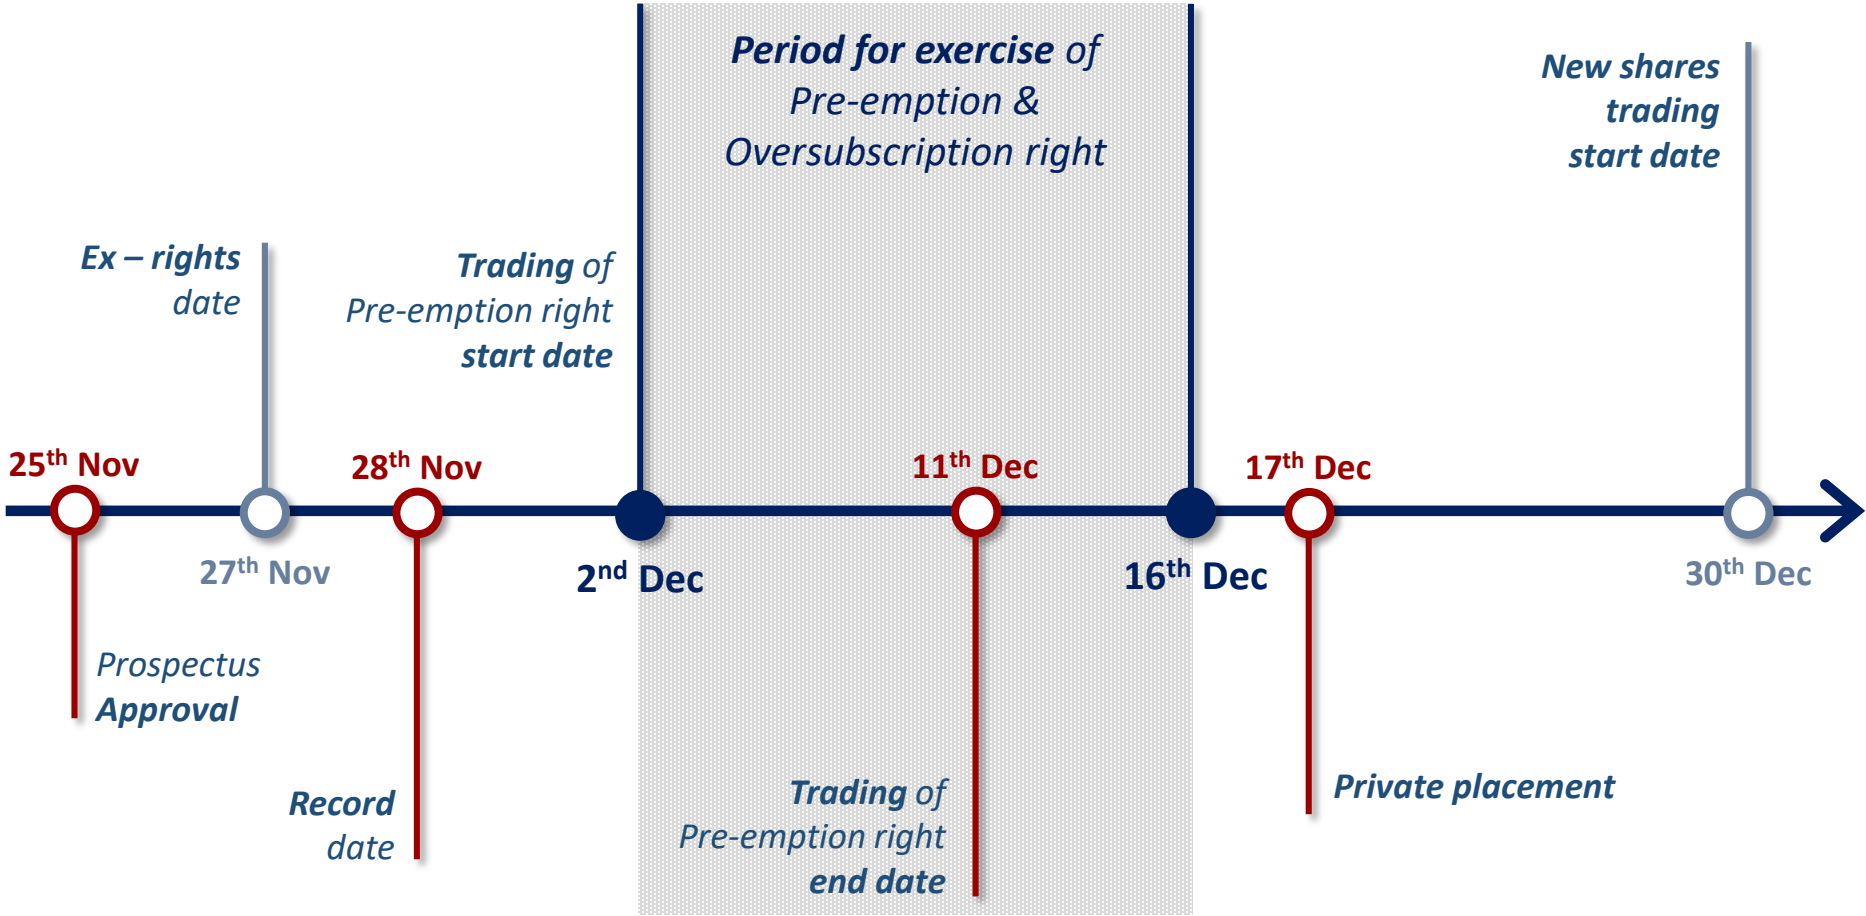 Period for exercise of
Pre-emption &
Oversubscription right
New shares
trading
start date
Ex – rights
date
Trading of
Pre-emption right
start date
25th Nov
28th Nov
11th Dec
17th Dec
27th Nov
2nd Dec
16th Dec
30th Dec
Prospectus
Approval
Record
date
Trading of
Pre-emption right
end date
Private placement